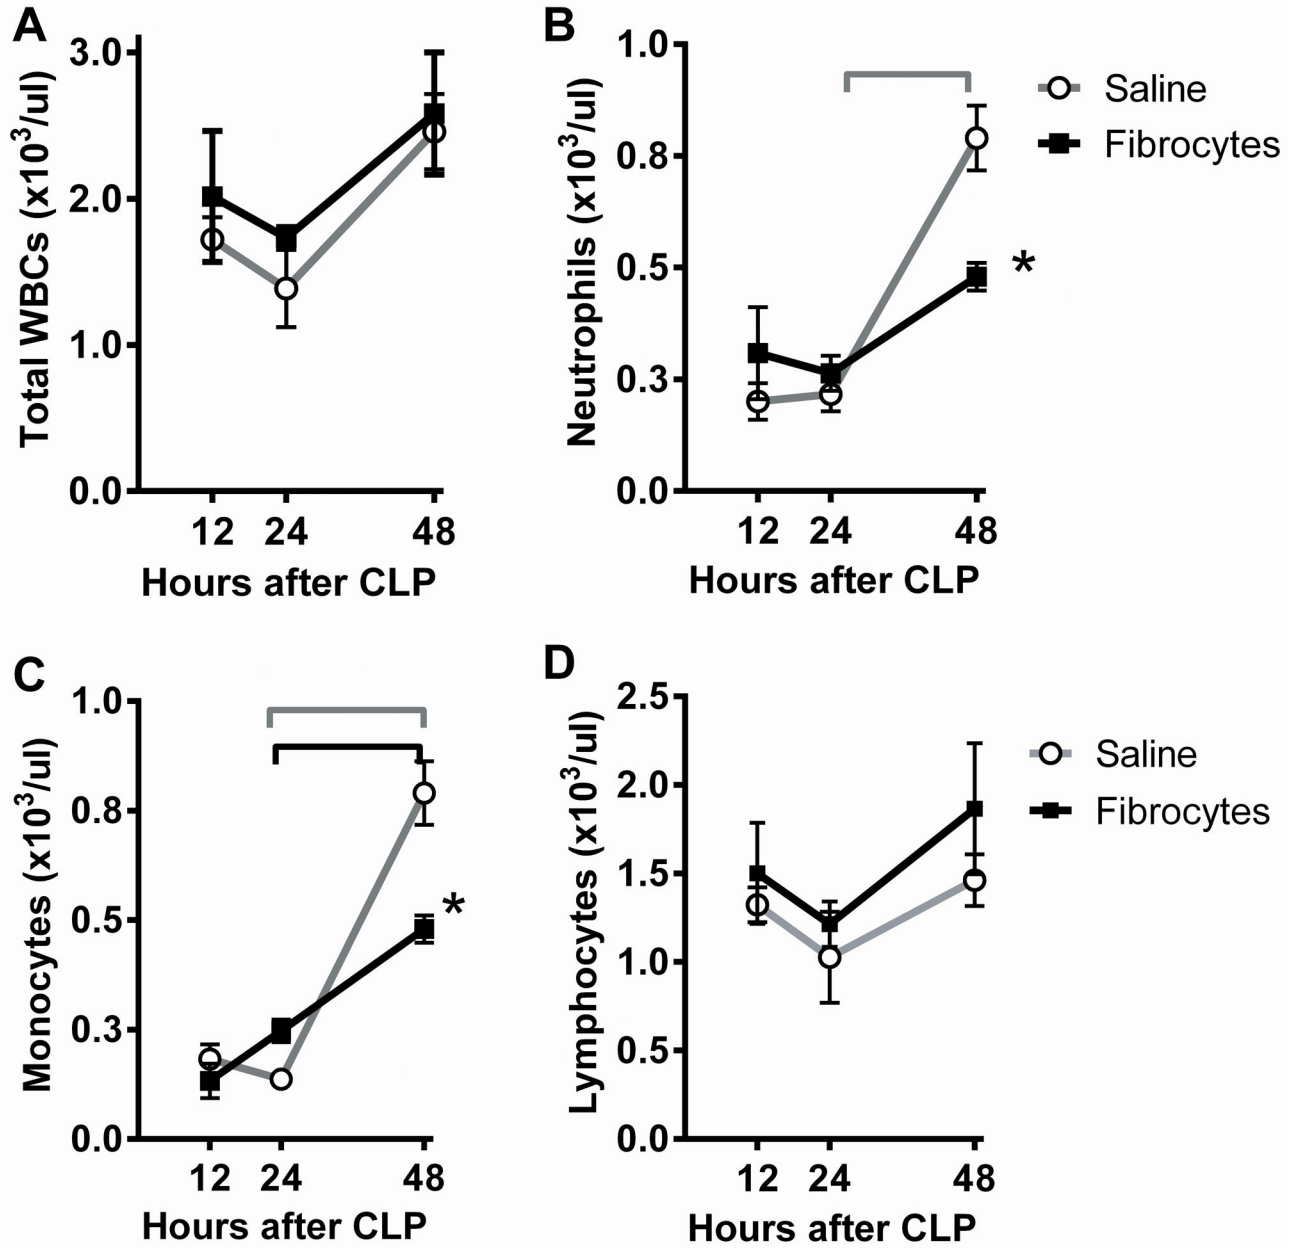 A
Total WBCs (x10³/ul)
3.0
2.0
1.0
0.0
12 24 48
Hours after CLP
B
Neutrophils (x10³/ul)
1.0
0.8
0.5
0.3
0.0
*
12 24 48
Hours after CLP
Saline
Fibrocytes
C
Monocytes (x10³/ul)
1.0
0.8
0.5
0.3
0.0
*
12 24 48
Hours after CLP
D
Lymphocytes (x10³/ul)
2.5
2.0
1.5
1.0
0.5
0.0
12 24 48
Hours after CLP
Saline
Fibrocytes